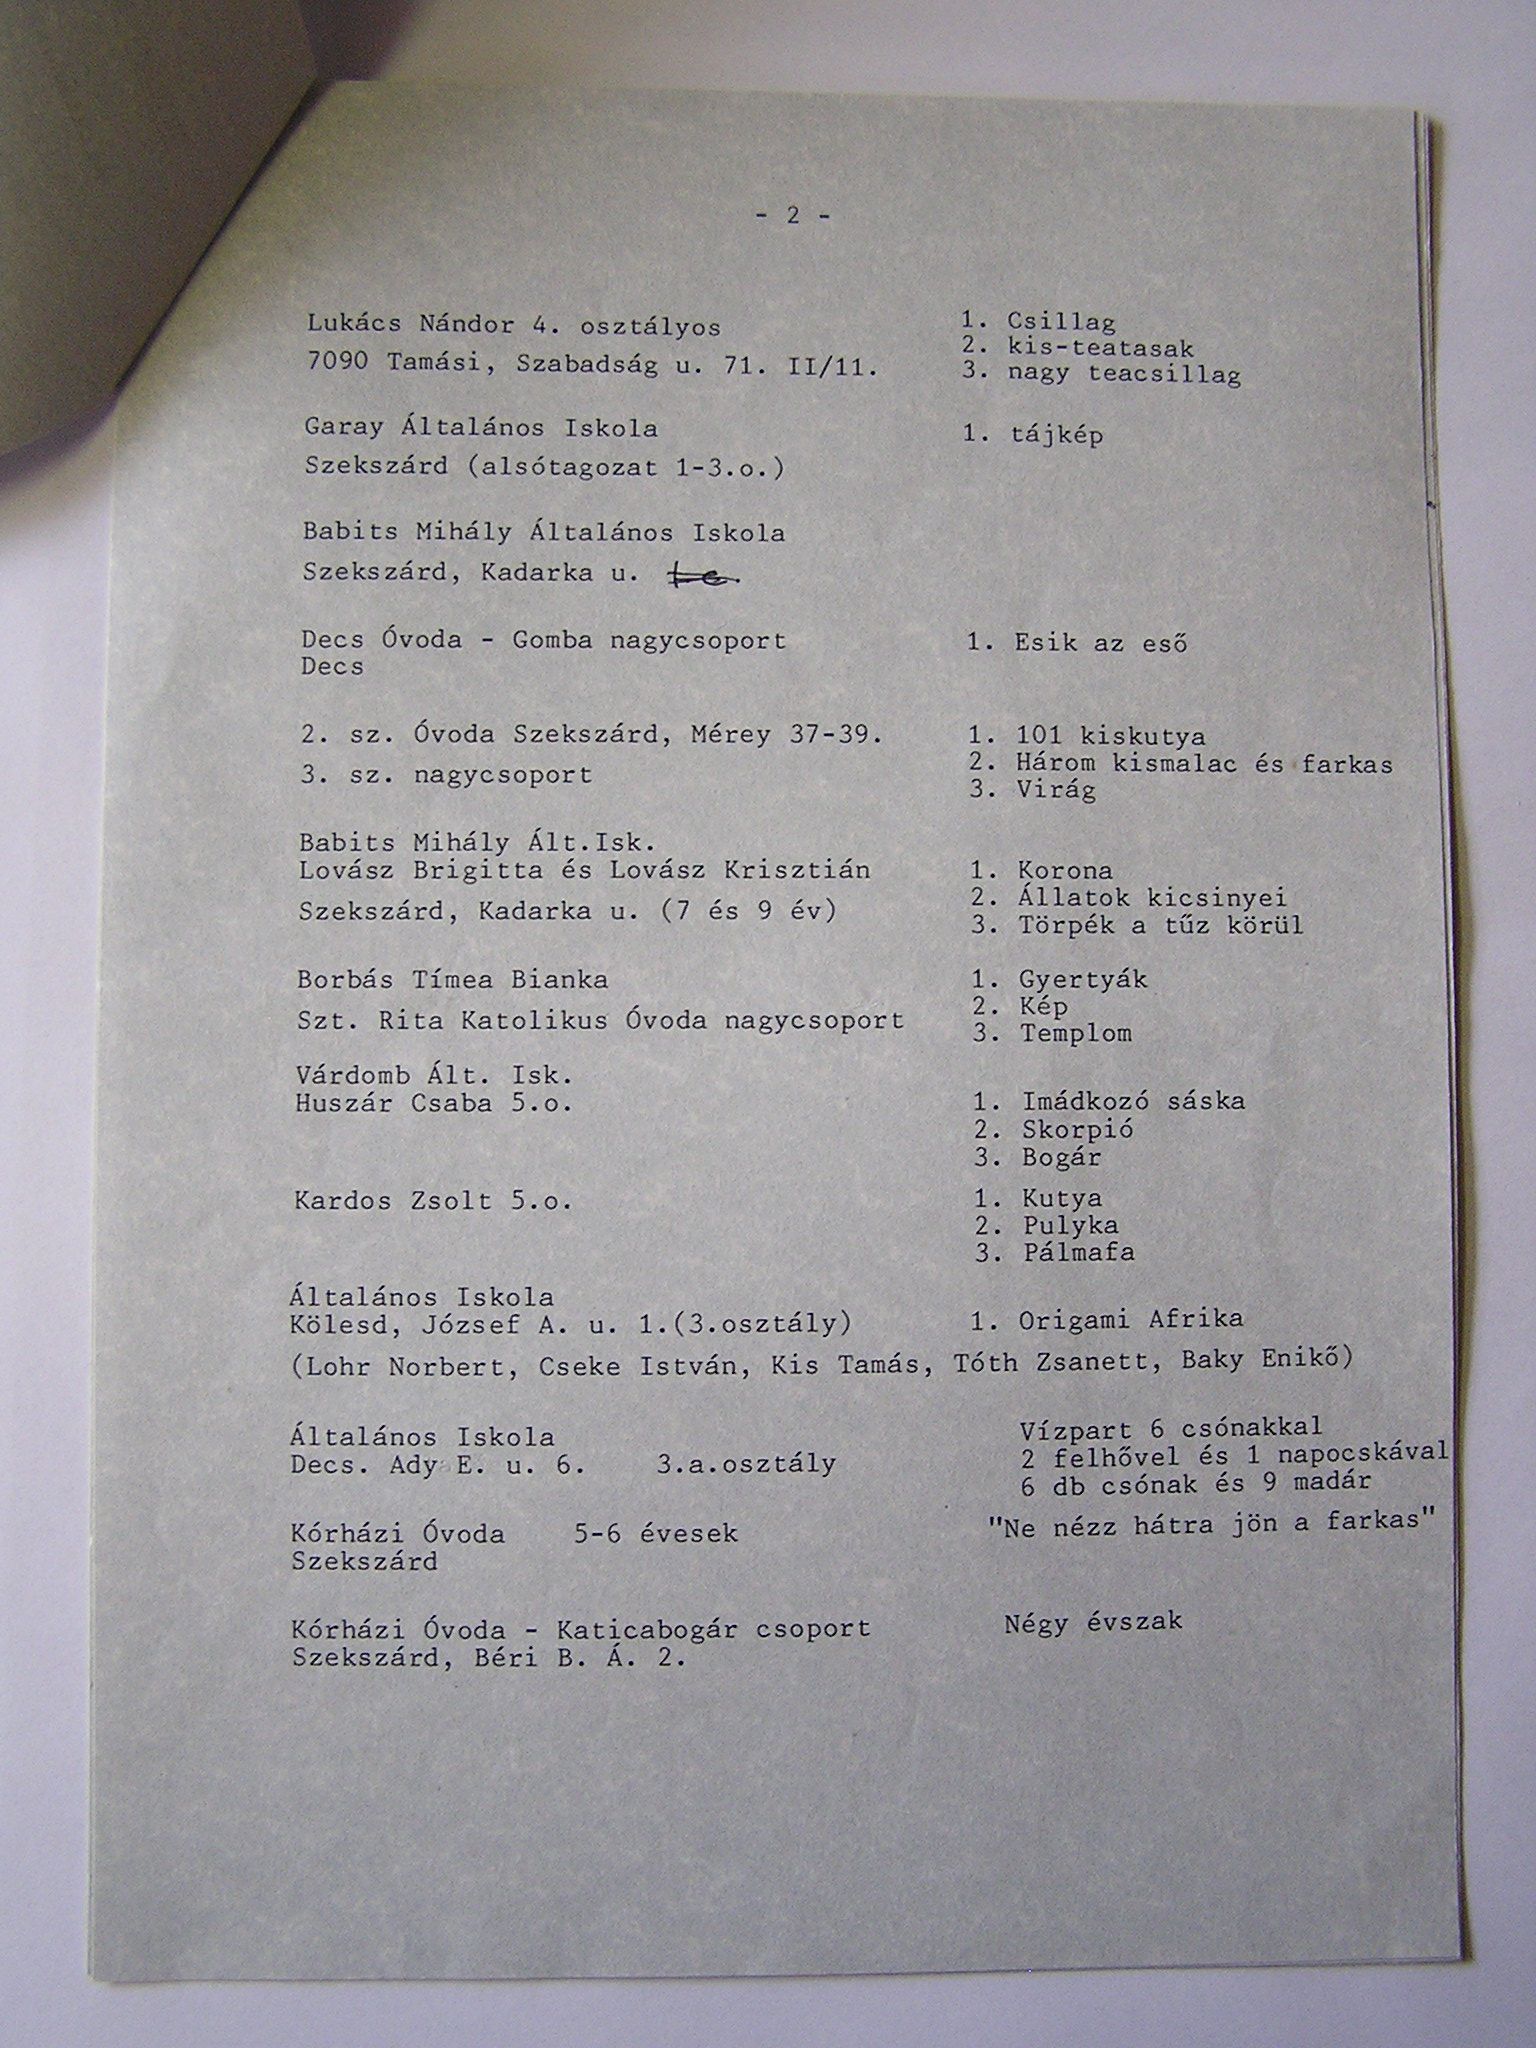 - 2 -
Lukács Nándor 4. osztályos
7090 Tamási, Szabadság u. 71. II/11.
1. Csillag
2. kis-teatasak
3. nagy teacsillag
Garay Általános Iskola
Szekszárd (alsótagozat 1-3.o.)
1. tájkép
Babits Mihály Általános Iskola
Szekszárd, Kadarka u.
Decs Óvoda - Gomba nagycsoport
Decs
1. Esik az eső
2. sz. Óvoda Szekszárd, Mérey 37-39.
3. sz. nagycsoport
1. 101 kiskutya
2. Három kismalac és farkas
3. Virág
Babits Mihály Ált.Isk.
Lovász Brigitta és Lovász Krisztián
Szekszárd, Kadarka u. (7 és 9 év)
1. Korona
2. Állatok kicsinyei
3. Törpék a tűz körül
Borbás Tímea Bianka
Szt. Rita Katolikus Óvoda nagycsoport
1. Gyertyák
2. Kép
3. Templom
Várdomb Ált. Isk.
Huszár Csaba 5.o.
1. Imádkozó sáska
2. Skorpió
3. Bogár
Kardos Zsolt 5.o.
1. Kutya
2. Pulyka
3. Pálmafa
Általános Iskola
Kölesd, József A. u. 1.(3.osztály)
1. Origami Afrika
(Lohr Norbert, Cseke István, Kis Tamás, Tóth Zsanett, Baky Enikő)
Általános Iskola
Decs. Ady E. u. 6. 3.a.osztály
Vízpart 6 csónakkal
2 felhővel és 1 napocskával
6 db csónak és 9 madár
Kórházi Óvoda 5-6 évesek
Szekszárd
"Ne nézz hátra jön a farkas"
Kórházi Óvoda - Katicabogár csoport
Szekszárd, Béri B. Á. 2.
Négy évszak